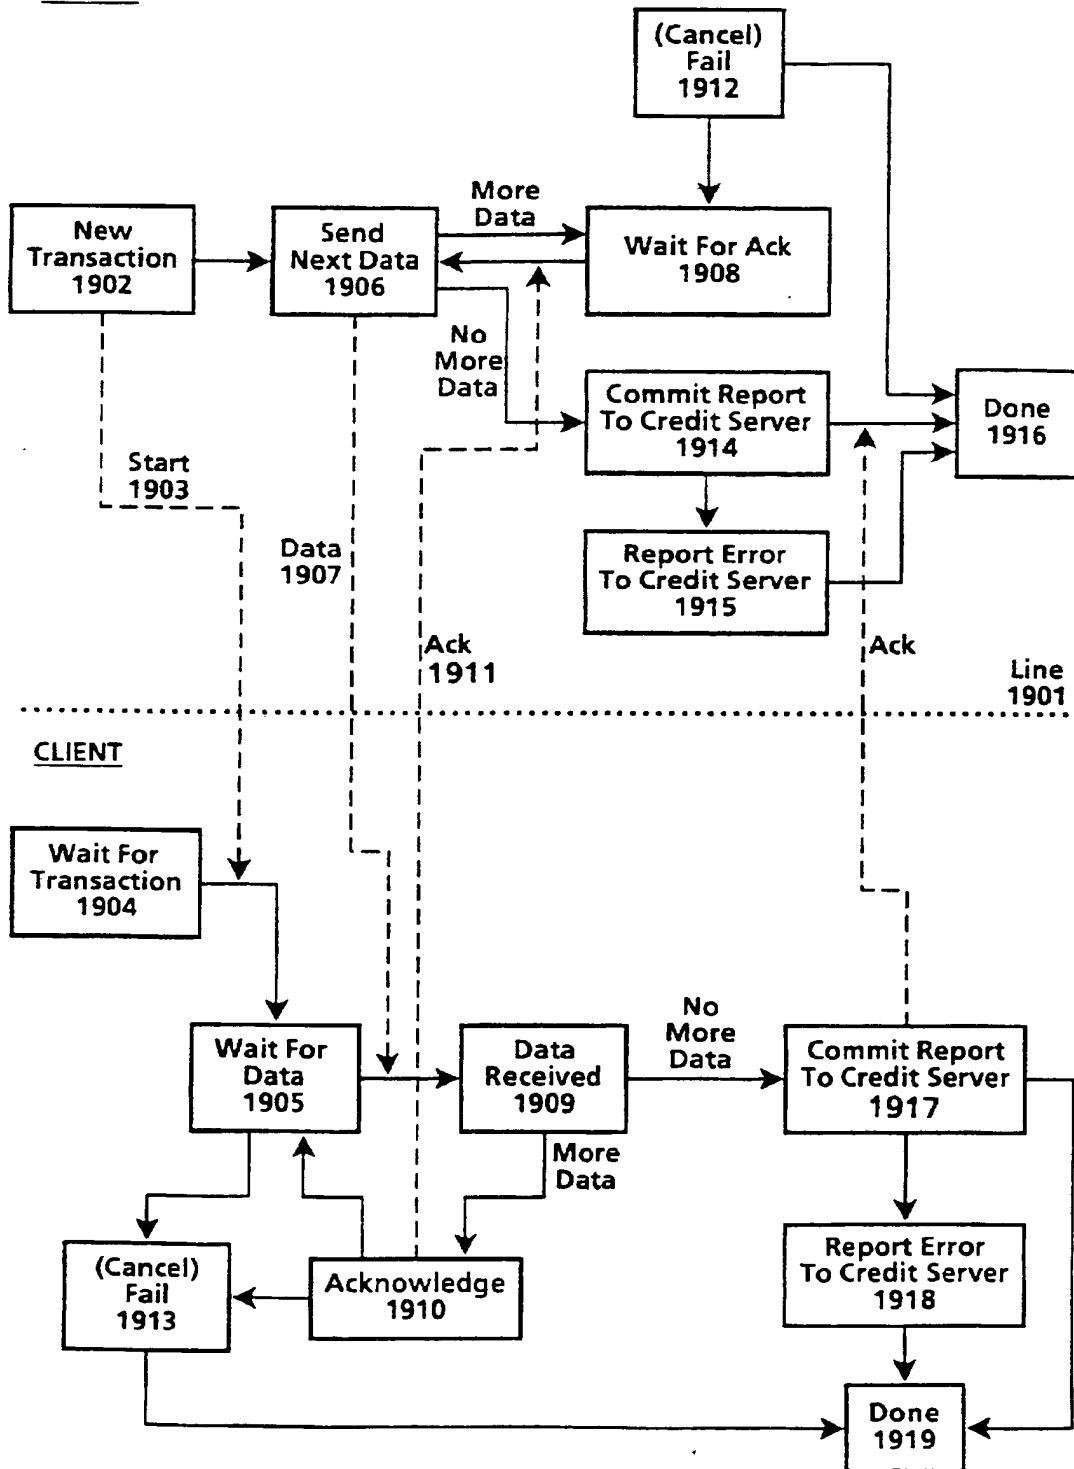 (Cancel)
Fail
1912
New
Transaction
1902
Send
Next Data
1906
More
Data
Wait For Ack
1908
No
More
Data
Commit Report
To Credit Server
1914
Done
1916
Start
1903
Data
1907
Report Error
To Credit Server
1915
Ack
1911
Ack
Line
1901
CLIENT
Wait For
Transaction
1904
Wait For
Data
1905
Data
Received
1909
No
More
Data
Commit Report
To Credit Server
1917
More
Data
(Cancel)
Fail
1913
Acknowledge
1910
Report Error
To Credit Server
1918
Done
1919